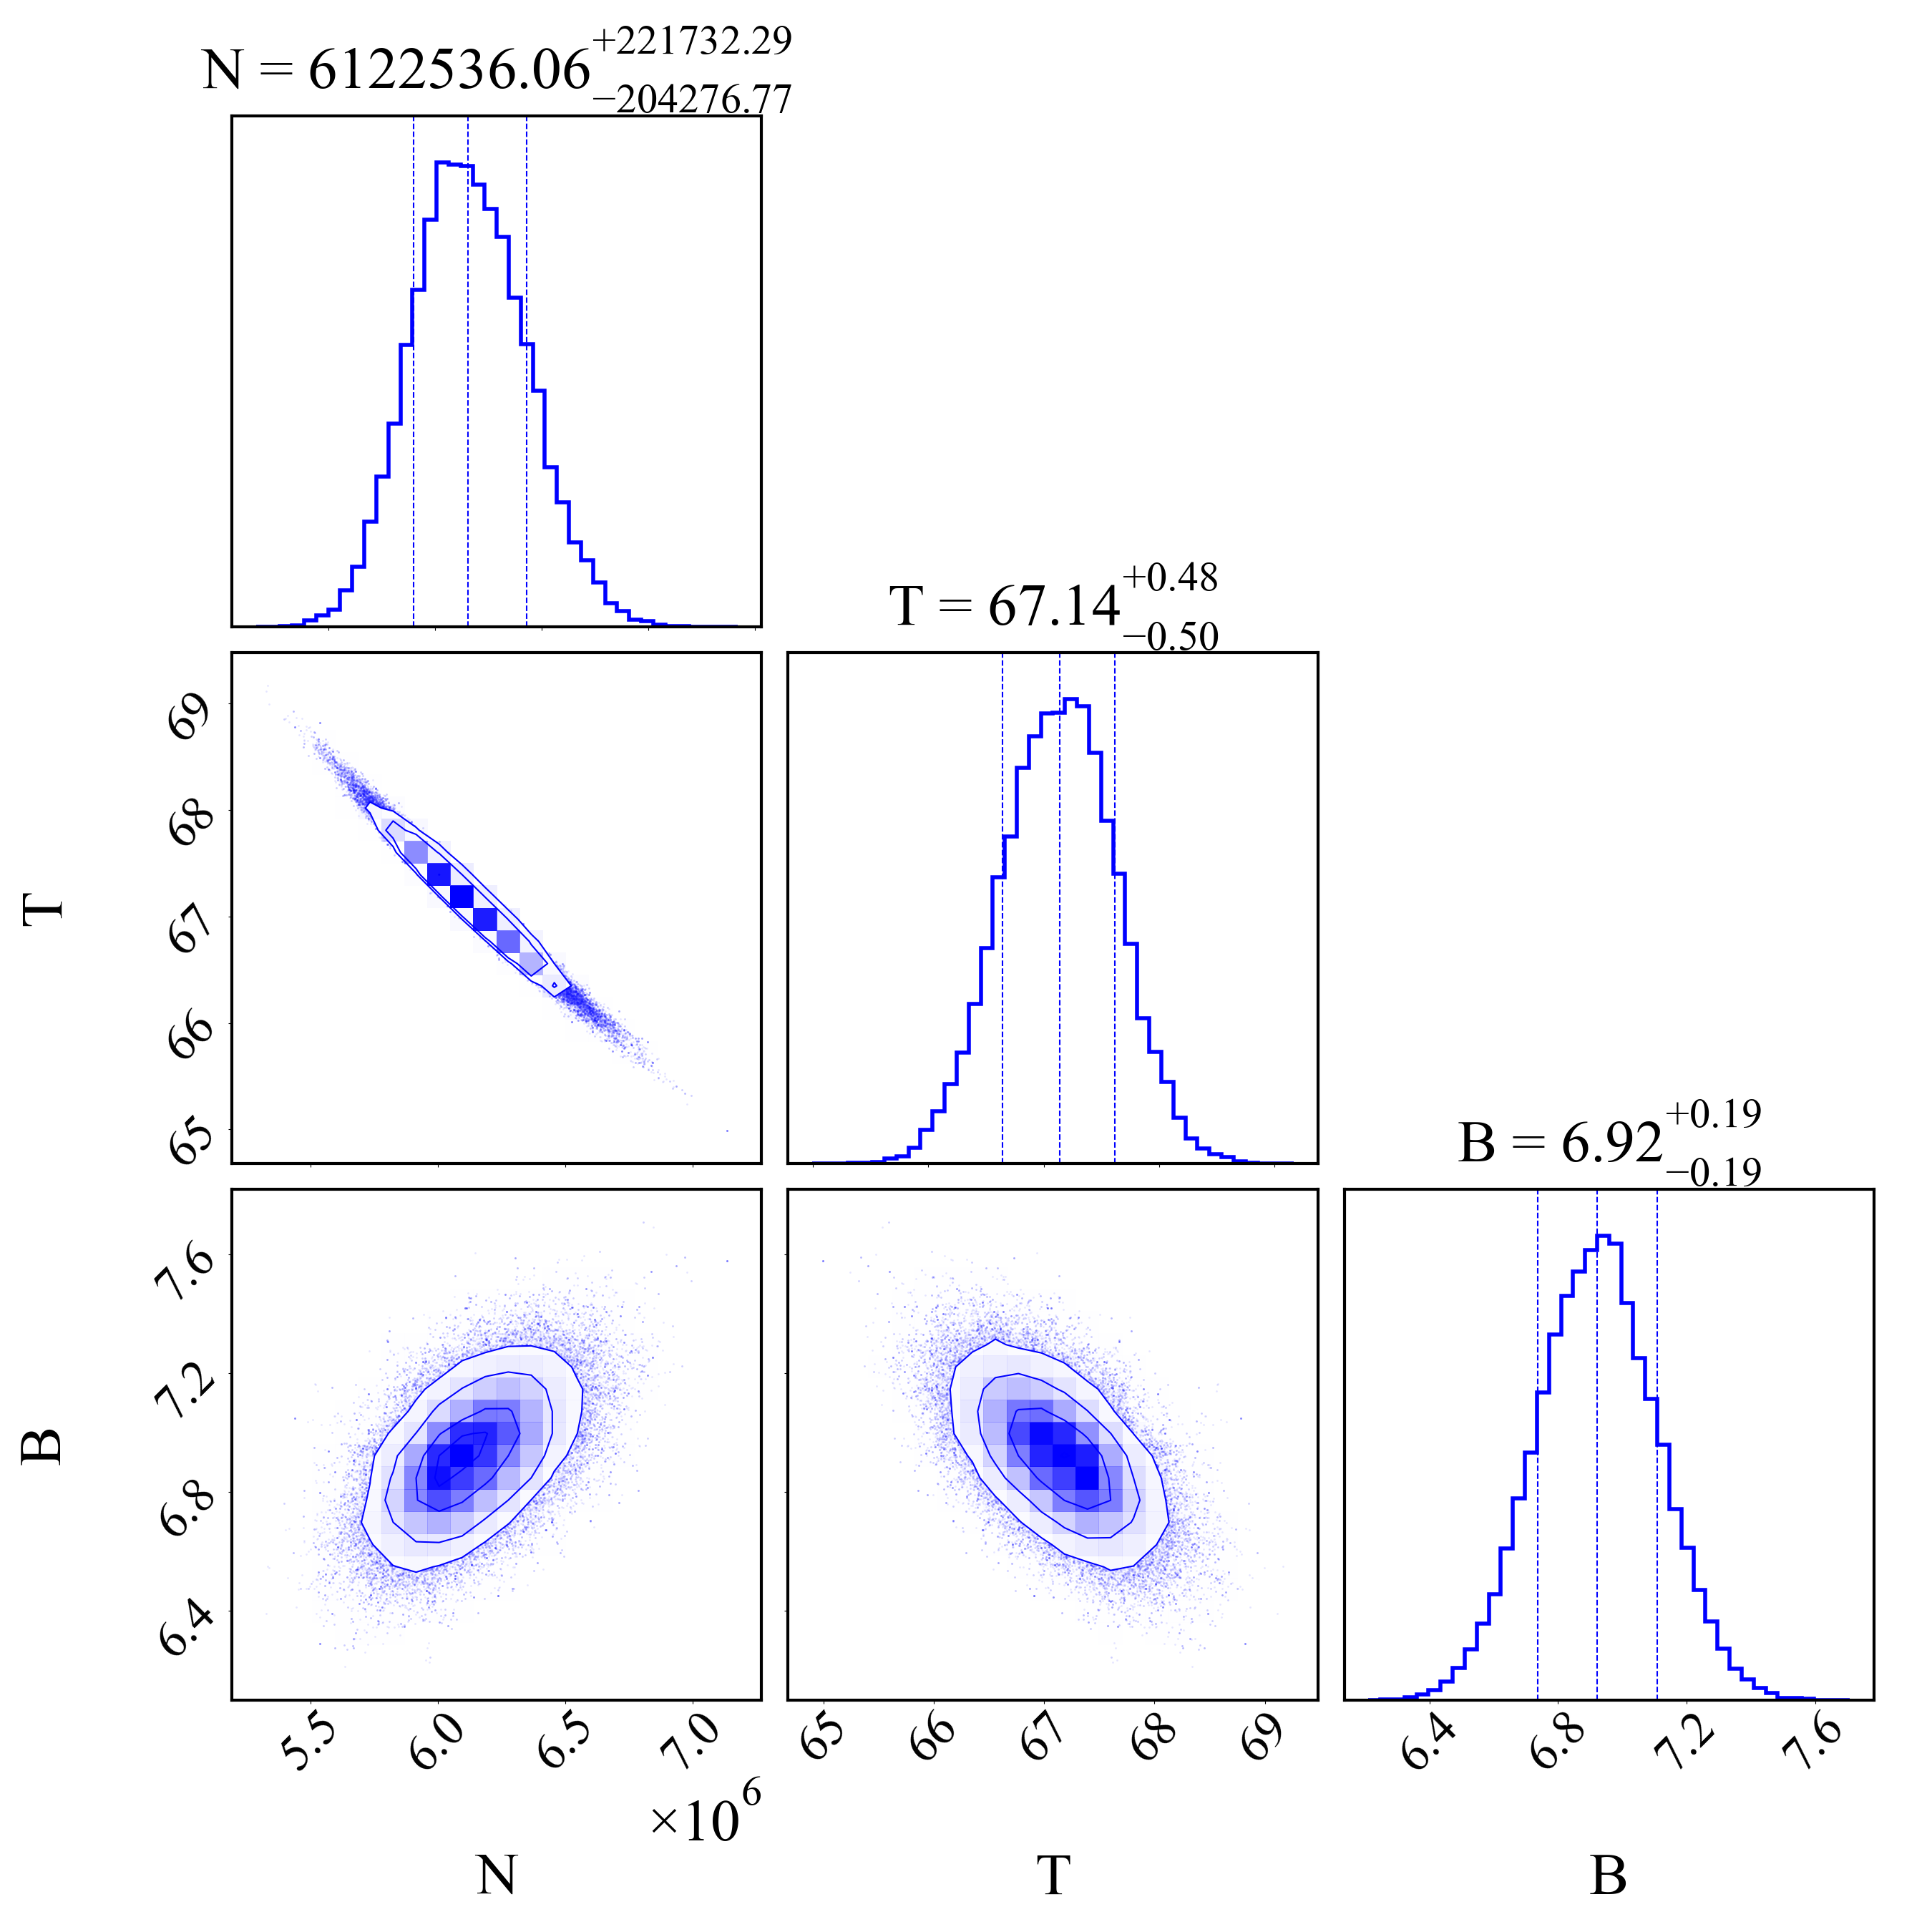 N = 6122536.06 +221732.29 −204276.77
T = 67.14 +0.48 −0.50
T
69
68
67
66
65
B = 6.92 +0.19 −0.19
B
7.6
7.2
6.8
6.4
5.5 6.0 6.5 7.0
×10⁶
N
65 66 67 68 69
T
6.4 6.8 7.2 7.6
B